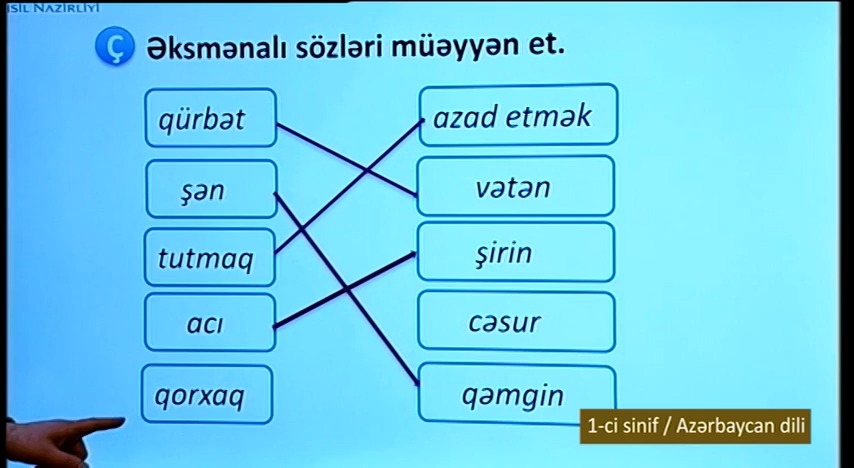 SİL NAZİRLİYİ
Ç Əksmənalı sözləri müəyyən et.
qürbət
azad etmək
şən
vətən
tutmaq
şirin
acı
cəsur
qorxaq
qəmgin
1-ci sinif / Azərbaycan dili